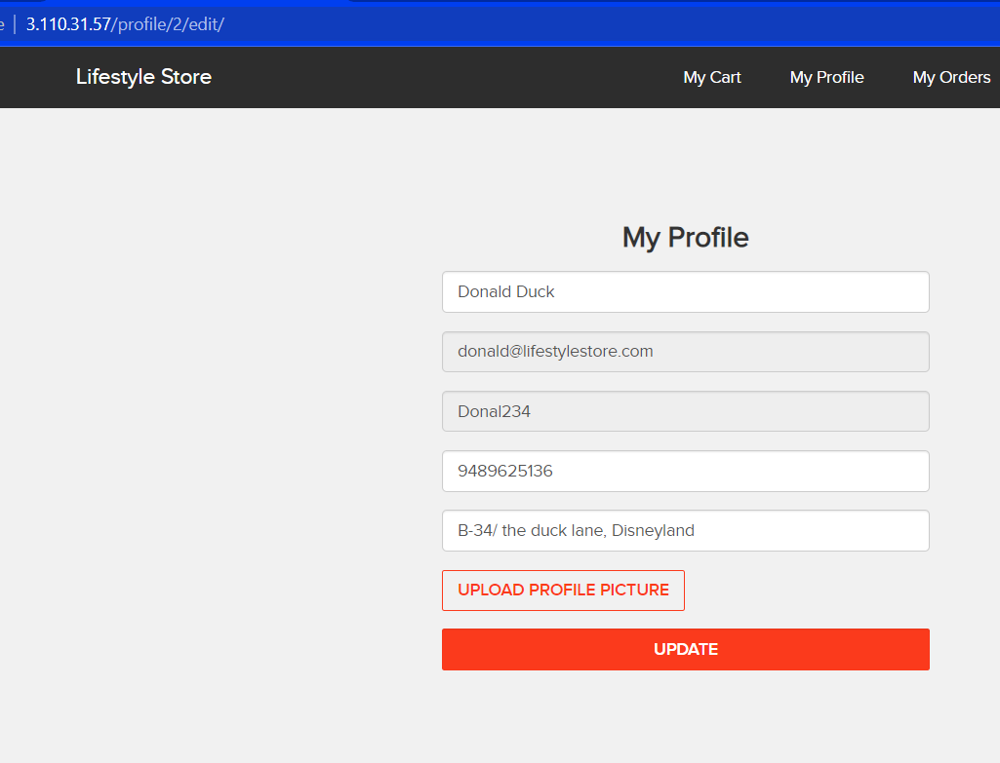 e | 3.110.31.57/profile/2/edit/
Lifestyle Store My Cart My Profile My Orders
My Profile
Donald Duck
donald@lifestylestore.com
Donal234
9489625136
B-34/ the duck lane, Disneyland
UPLOAD PROFILE PICTURE
UPDATE